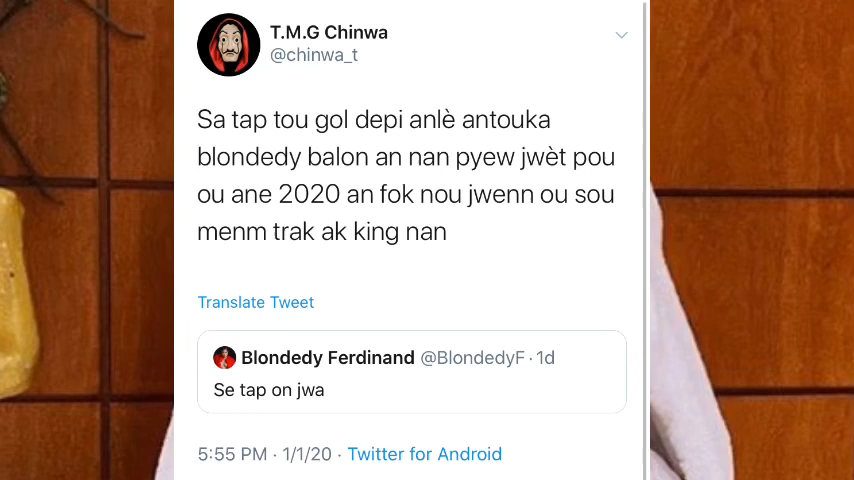 T.M.G Chinwa
@chinwa_t
Sa tap tou gol depi anlè antouka
blondedy balon an nan pyew jwèt pou
ou ane 2020 an fok nou jwenn ou sou
menm trak ak king nan
Translate Tweet
Blondedy Ferdinand @BlondedyF · 1d
Se tap on jwa
5:55 PM · 1/1/20 · Twitter for Android